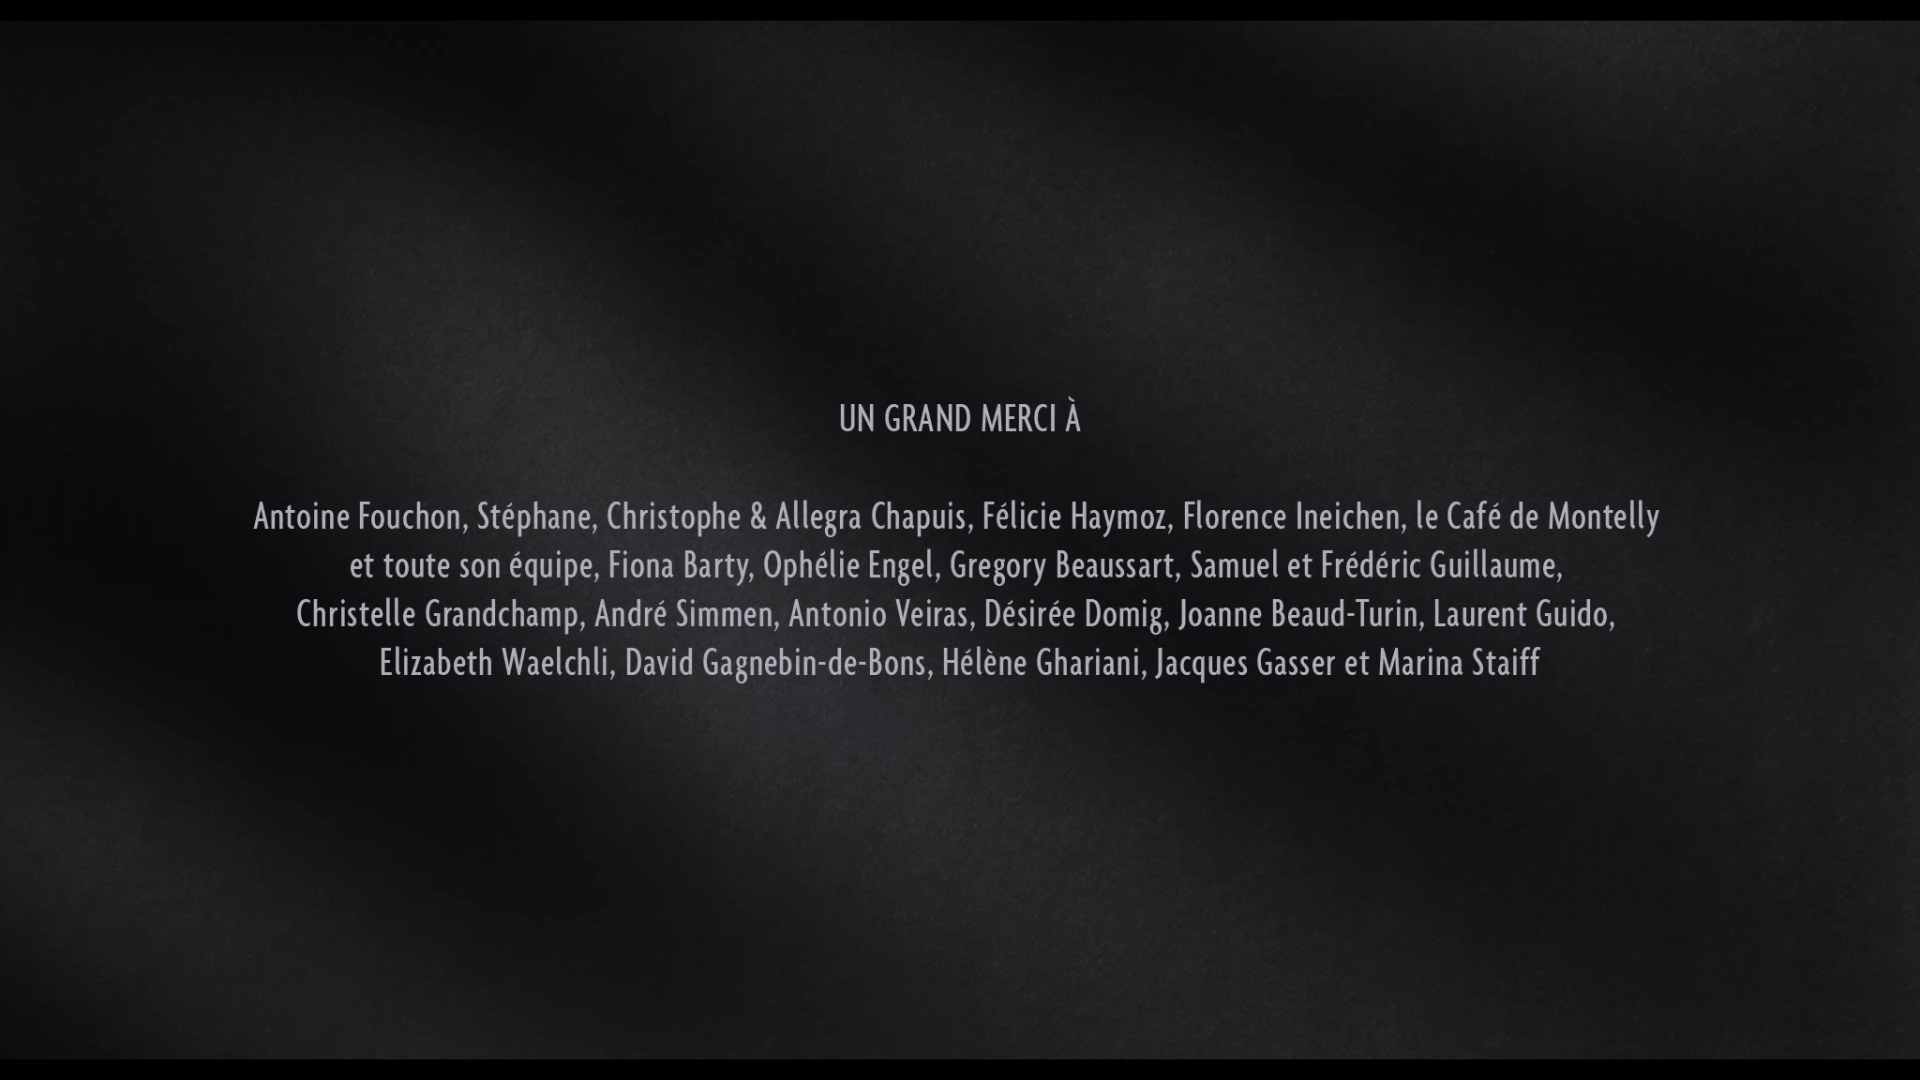 UN GRAND MERCI À
Antoine Fouchon, Stéphane, Christophe & Allegra Chapuis, Félicie Haymoz, Florence Ineichen, le Café de Montelly
et toute son équipe, Fiona Barty, Ophélie Engel, Gregory Beaussart, Samuel et Frédéric Guillaume,
Christelle Grandchamp, André Simmen, Antonio Veiras, Désirée Domig, Joanne Beaud-Turin, Laurent Guido,
Elizabeth Waelchli, David Gagnebin-de-Bons, Hélène Ghariani, Jacques Gasser et Marina Staiff